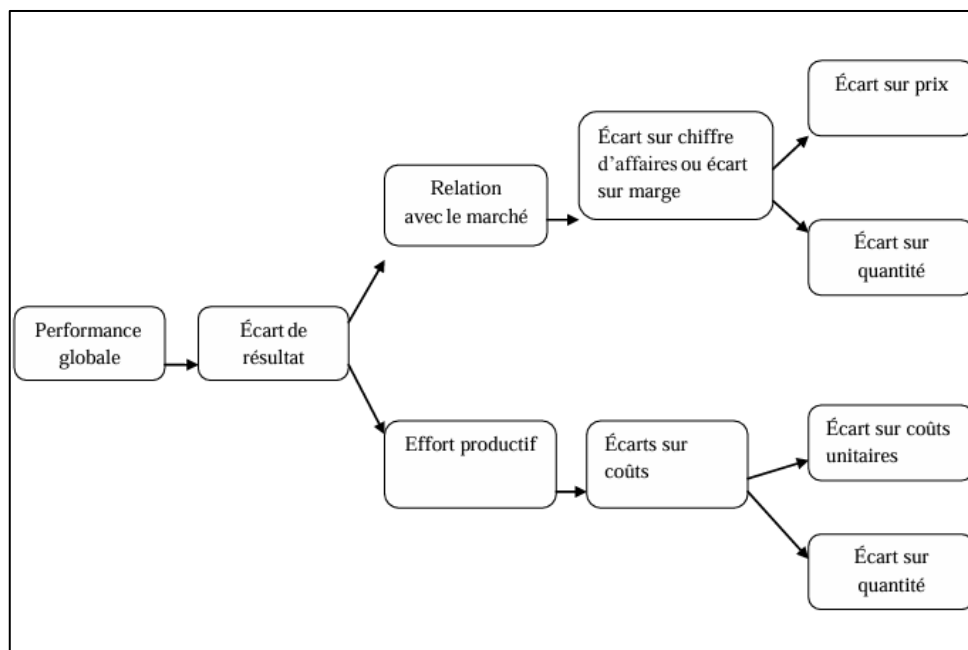 Performance
globale
Écart de
résultat
Relation
avec le marché
Écart sur chiffre
d'affaires ou écart
sur marge
Écart sur prix
Écart sur
quantité
Effort productif
Écarts sur
coûts
Écart sur coûts
unitaires
Écart sur
quantité